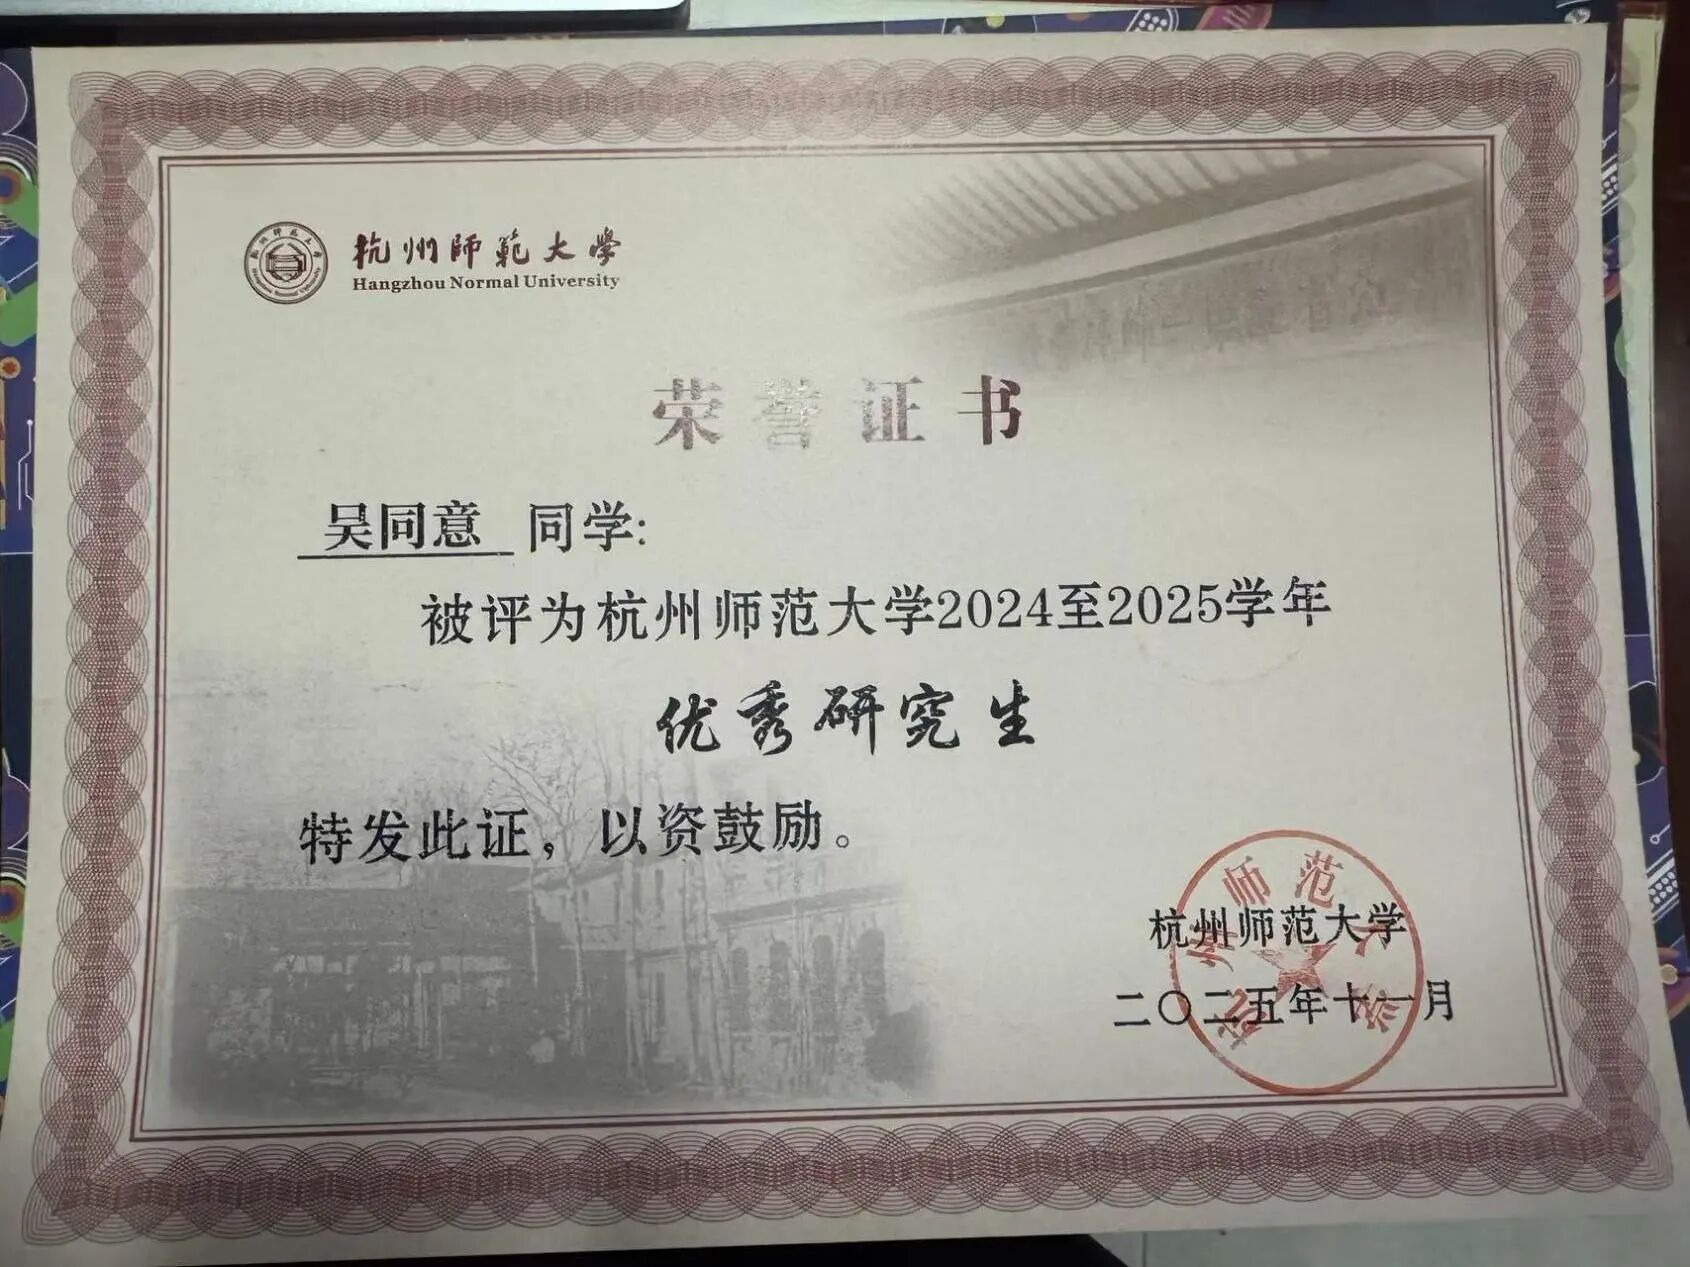 杭州師範大學
Hangzhou Normal University
荣誉证书
吴同意 同学:
被评为杭州师范大学2024至2025学年
优秀研究生
特发此证，以资鼓励。
杭州师范大学
二〇二五年十一月